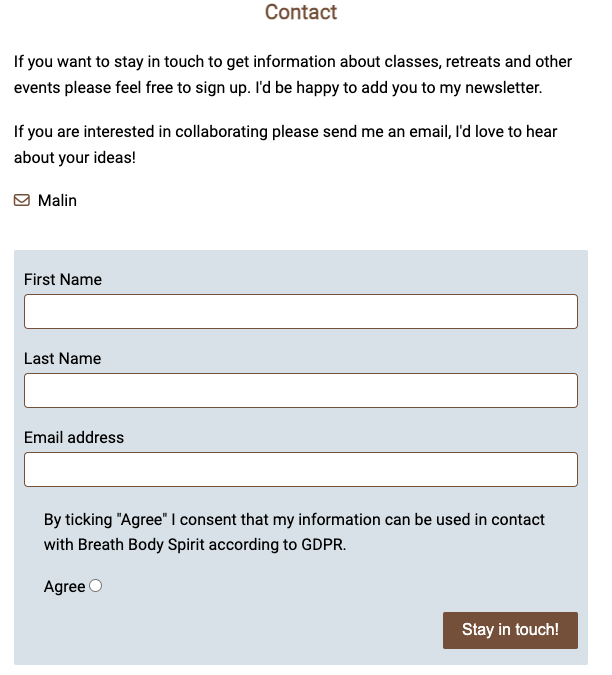 Contact
If you want to stay in touch to get information about classes, retreats and other
events please feel free to sign up. I'd be happy to add you to my newsletter.
If you are interested in collaborating please send me an email, I'd love to hear
about your ideas!
Malin
First Name
Last Name
Email address
By ticking "Agree" I consent that my information can be used in contact
with Breath Body Spirit according to GDPR.
Agree
Stay in touch!